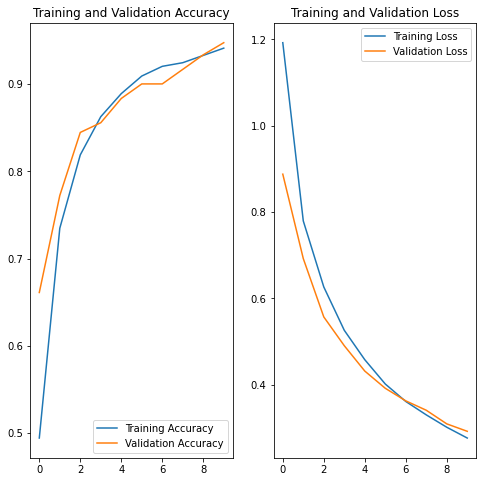 Training and Validation Accuracy
0.9
0.8
0.7
0.6
0.5
0 2 4 6 8
Training Accuracy
Validation Accuracy
Training and Validation Loss
1.2
1.0
0.8
0.6
0.4
0 2 4 6 8
Training Loss
Validation Loss